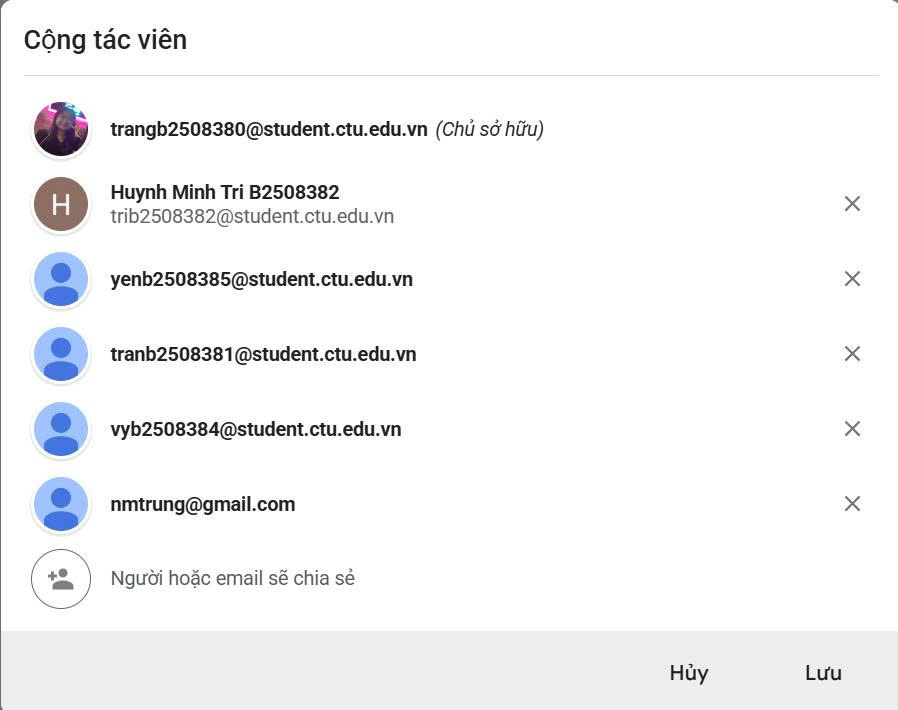 Cộng tác viên
trangb2508380@student.ctu.edu.vn (Chủ sở hữu)
H
Huynh Minh Tri B2508382
trib2508382@student.ctu.edu.vn
yenb2508385@student.ctu.edu.vn
tranb2508381@student.ctu.edu.vn
vyb2508384@student.ctu.edu.vn
nmtrung@gmail.com
Người hoặc email sẽ chia sẻ
Hủy Lưu